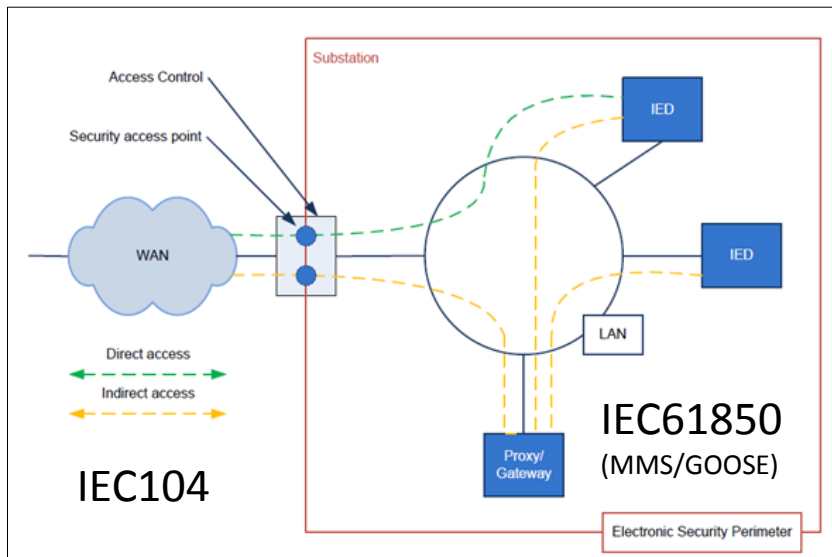 Substation
Access Control
Security access point
IED
WAN
IED
LAN
Direct access
Indirect access
IEC104
Proxy/
Gateway
IEC61850
(MMS/GOOSE)
Electronic Security Perimeter